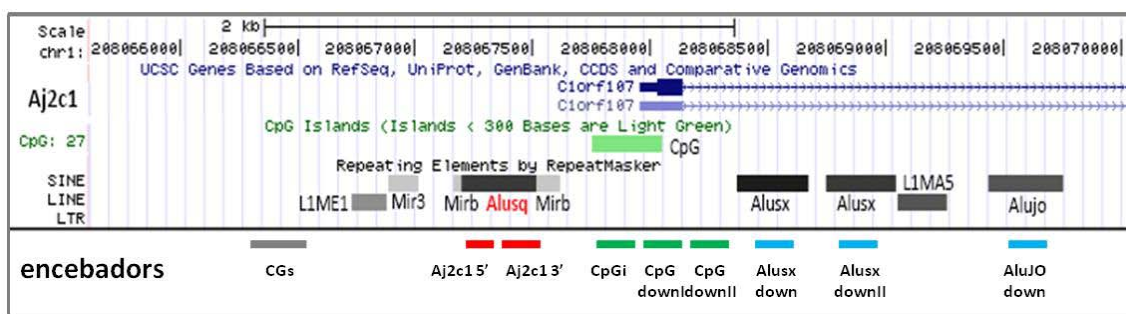 Scale 2 kb
chr1: 208066000 208066500 208067000 208067500 208068000 208068500 208069000 208069500 208070000
UCSC Genes Based on RefSeq, UniProt, GenBank, CCDS and Comparative Genomics
C1orf107
Aj2c1
C1orf107
CpG Islands (Islands < 300 Bases are Light Green)
CpG: 27 CpG
Repeating Elements by RepeatMasker
SINE L1MA5
LINE L1ME1 Mir3 Mirb Alusq Mirb Alusx Alusx Alujo
LTR
encebadors CGs Aj2c1 5' Aj2c1 3' CpGi CpG downI CpG downII Alusx down Alusx downII AluJO down